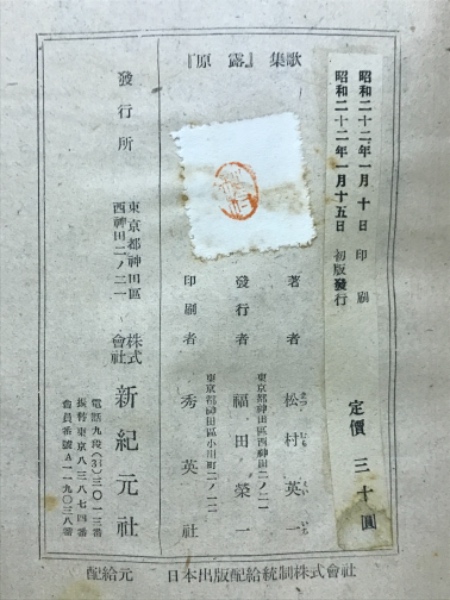 歌集『露原』
昭和二十二年一月十日 印刷
昭和二十二年一月十五日 初版發行
定價 三十圓
著者 松村英一
まつ むら えい いち
發行者 福田榮一
東京都神田區西神田二ノ二一
印刷者 秀英社
東京都神田區小川町二ノ一二
發行所
東京都神田區
西神田二ノ二一
株式會社 新紀元社
電話九段(33)三〇一三番
振替東京八三八七四番
會員番號A一一九〇三八番
配給元 日本出版配給統制株式會社